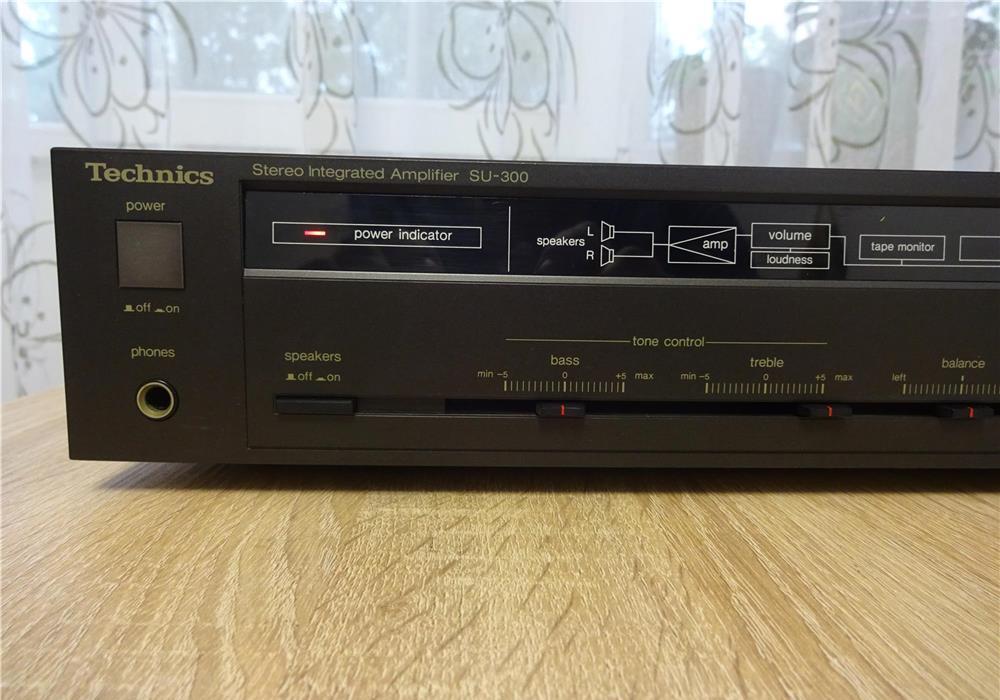 Technics
Stereo Integrated Amplifier SU-300
power
off on
phones
power indicator
speakers
L
R
amp
volume
loudness
tape monitor
speakers
off on
tone control
bass
min -5 0 +5 max
treble
min -5 0 +5 max
balance
left